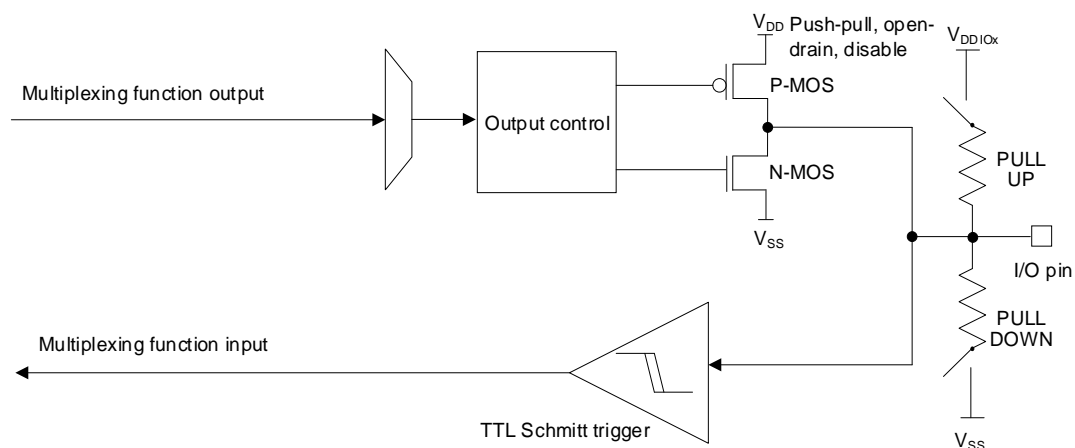 V_DD Push-pull, open-
drain, disable
V_DDIOx
Multiplexing function output
P-MOS
Output control
N-MOS
PULL
UP
V_SS
I/O pin
Multiplexing function input
PULL
DOWN
TTL Schmitt trigger
V_SS